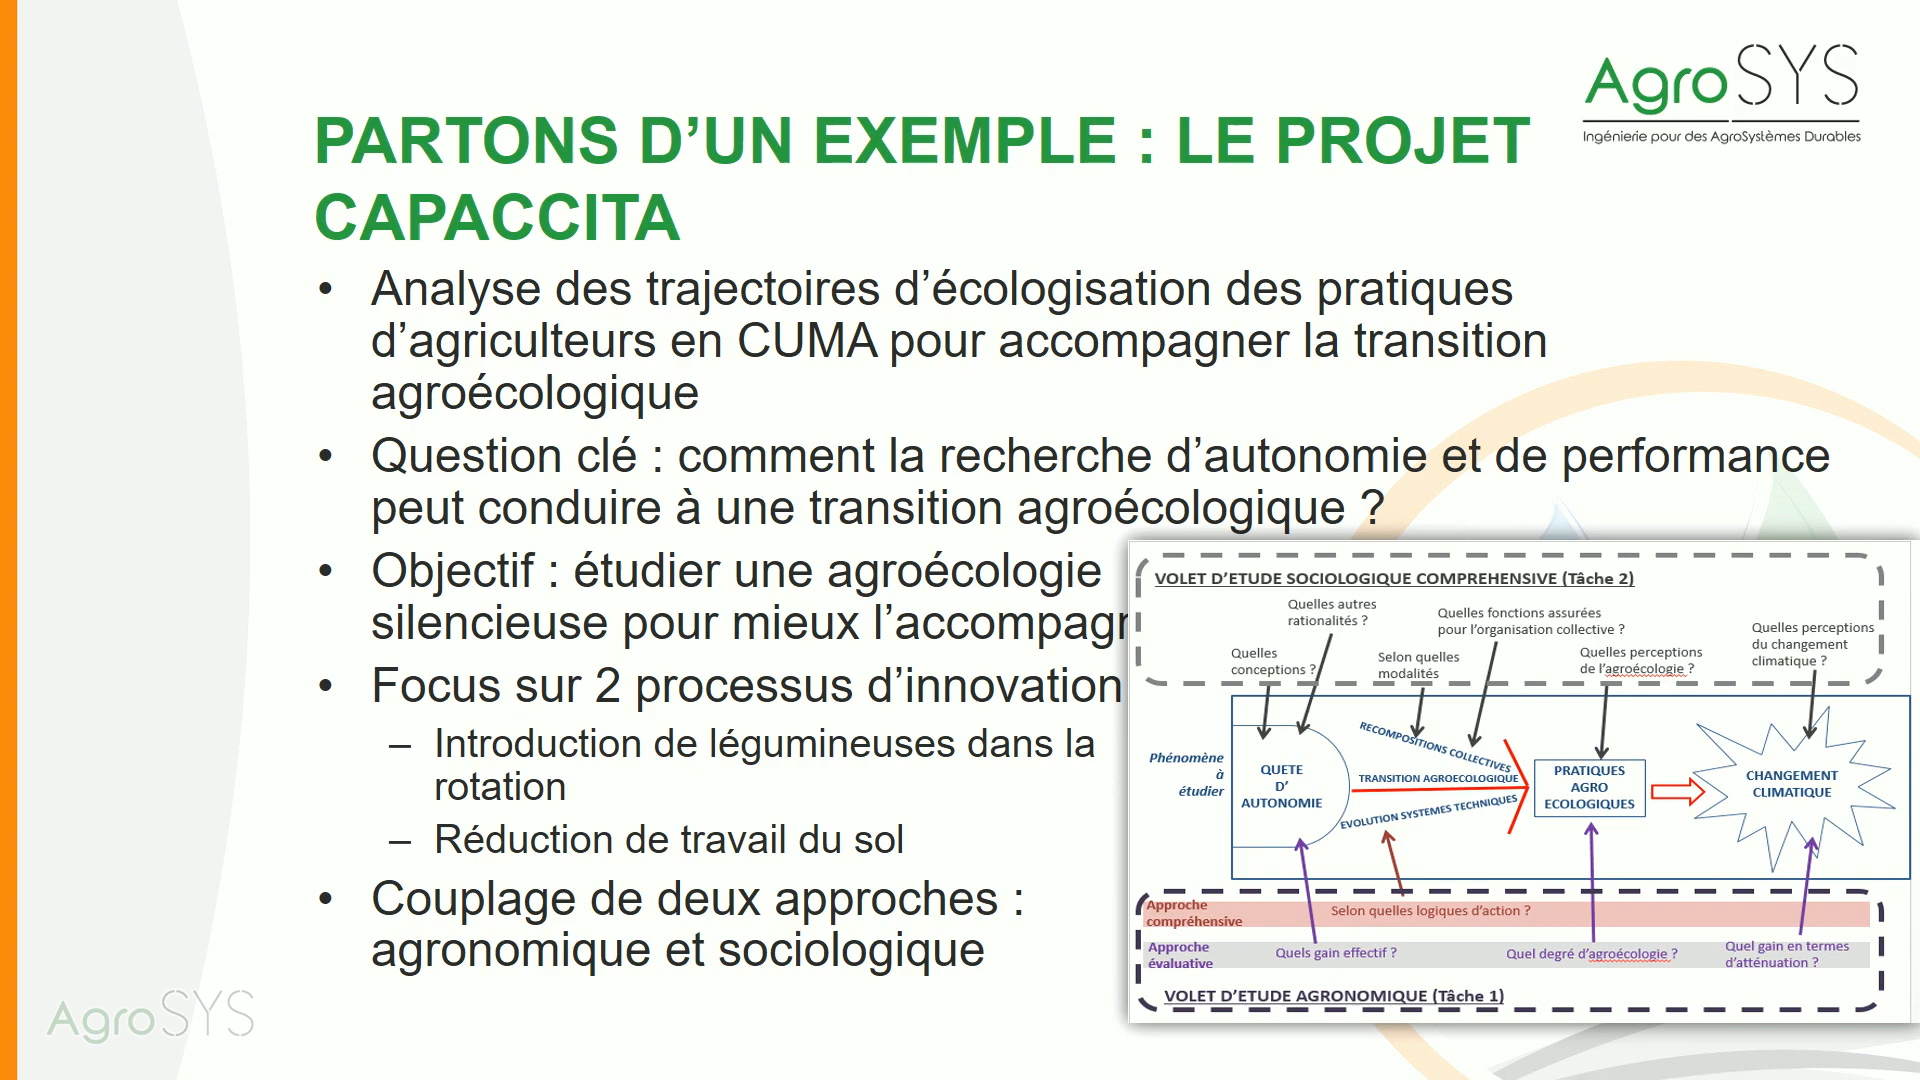 AgroSYS
Ingénierie pour des AgroSystèmes Durables
PARTONS D’UN EXEMPLE : LE PROJET
CAPACCITA
• Analyse des trajectoires d’écologisation des pratiques
d’agriculteurs en CUMA pour accompagner la transition
agroécologique
• Question clé : comment la recherche d’autonomie et de performance
peut conduire à une transition agroécologique ?
• Objectif : étudier une agroécologie
silencieuse pour mieux
• Focus sur 2 processus d’innovation
– Introduction de légumineuses dans la
rotation
– Réduction de travail du sol
• Couplage de deux approches :
agronomique et sociologique
VOLET D’ETUDE SOCIOLOGIQUE COMPREHENSIVE (Tâche 2)
Quelles autres
rationalités ?
Quelles fonctions assurées
pour l’organisation collective ?
Quelles perceptions
du changement
climatique ?
Quelles
conceptions ?
Selon quelles
modalités
Quelles perceptions
de l’agroécologie ?
Phénomène
à
étudier
QUETE
D’
AUTONOMIE
RECOMPOSITIONS COLLECTIVES
TRANSITION AGROECOLOGIQUE
EVOLUTION SYSTEMES TECHNIQUES
PRATIQUES
AGRO
ECOLOGIQUES
CHANGEMENT
CLIMATIQUE
Approche
compréhensive
Selon quelles logiques d’action ?
Approche
évaluative
Quels gain effectif ?
Quel degré d’agroécologie ?
Quel gain en termes
d’atténuation ?
VOLET D’ETUDE AGRONOMIQUE (Tâche 1)
AgroSYS